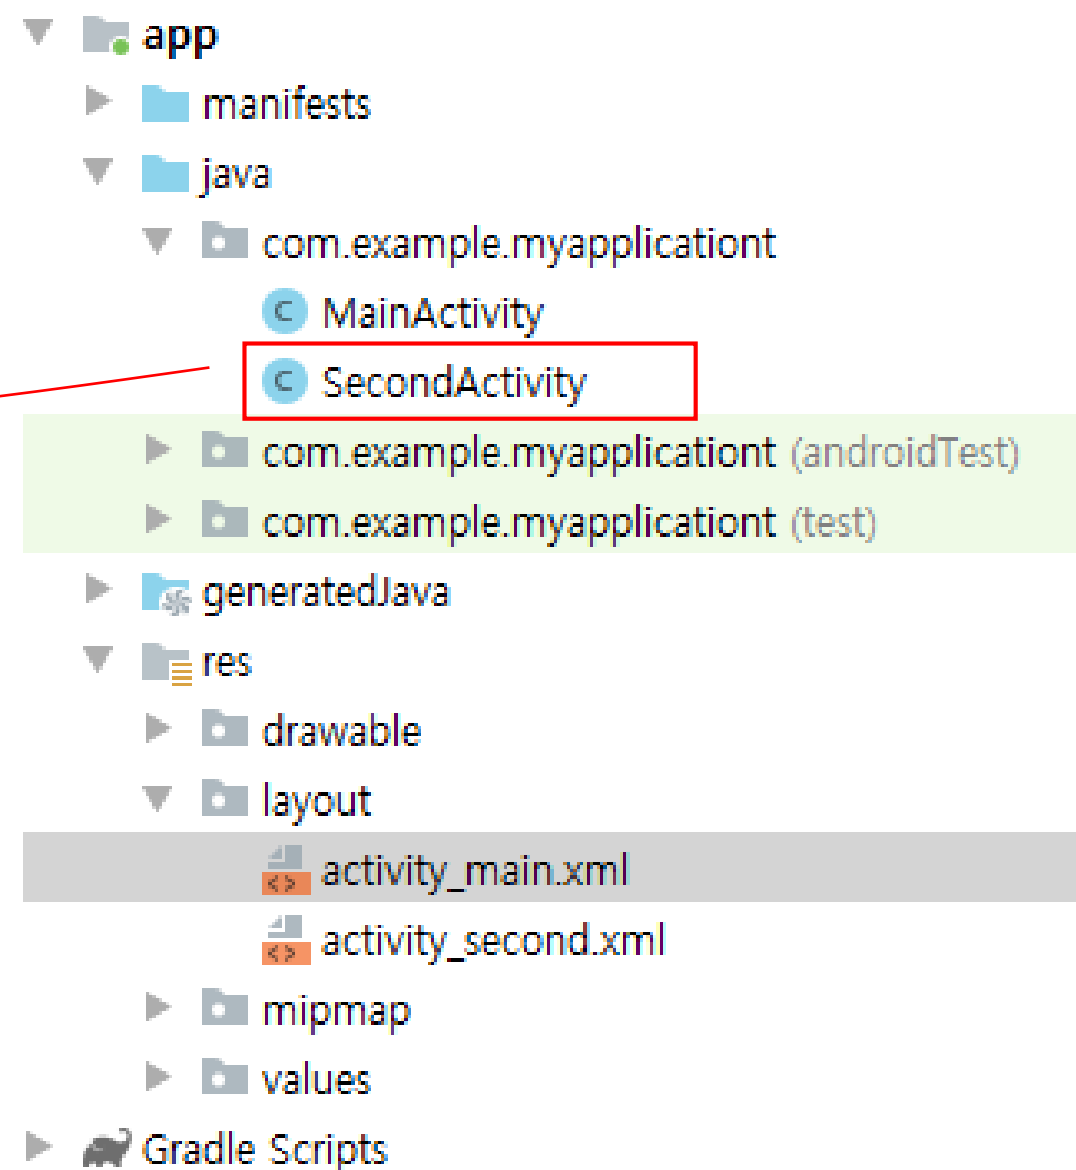 app
manifests
java
com.example.myapplicationt
C MainActivity
C SecondActivity
com.example.myapplicationt (androidTest)
com.example.myapplicationt (test)
generatedJava
res
drawable
layout
<> activity_main.xml
<> activity_second.xml
mipmap
values
Gradle Scripts